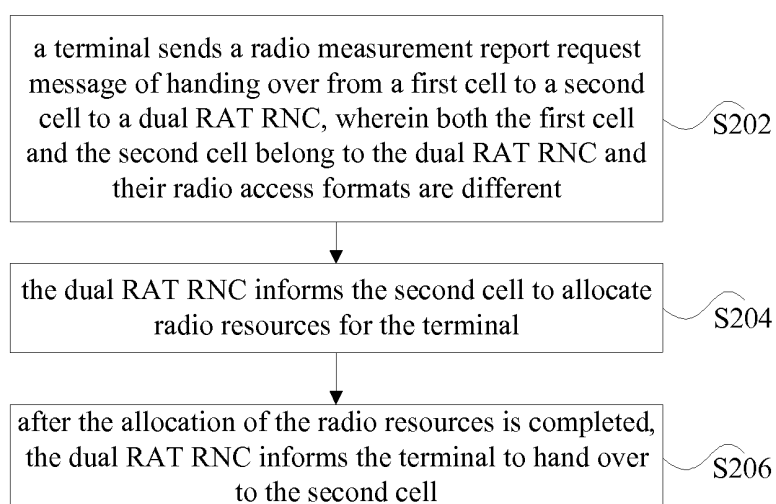 a terminal sends a radio measurement report request
message of handing over from a first cell to a second
cell to a dual RAT RNC, wherein both the first cell
and the second cell belong to the dual RAT RNC and
their radio access formats are different
S202
the dual RAT RNC informs the second cell to allocate
radio resources for the terminal
S204
after the allocation of the radio resources is completed,
the dual RAT RNC informs the terminal to hand over
to the second cell
S206